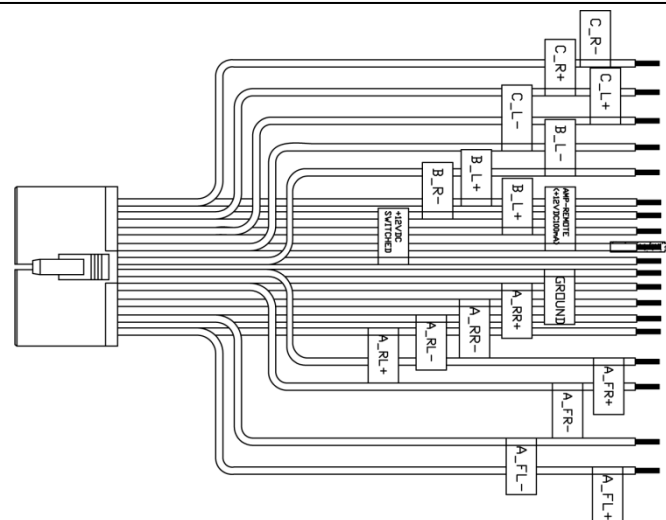 C_R-
C_R+
C_L+
C_L-
B_L-
B_L+
B_R-
B_L+
AMP-REMOTE
(+12VDC100mA)
+12VDC
SWITCHED
GROUND
A_RR+
A_RR-
A_RL-
A_RL+
A_FR+
A_FR-
A_FL-
A_FL+